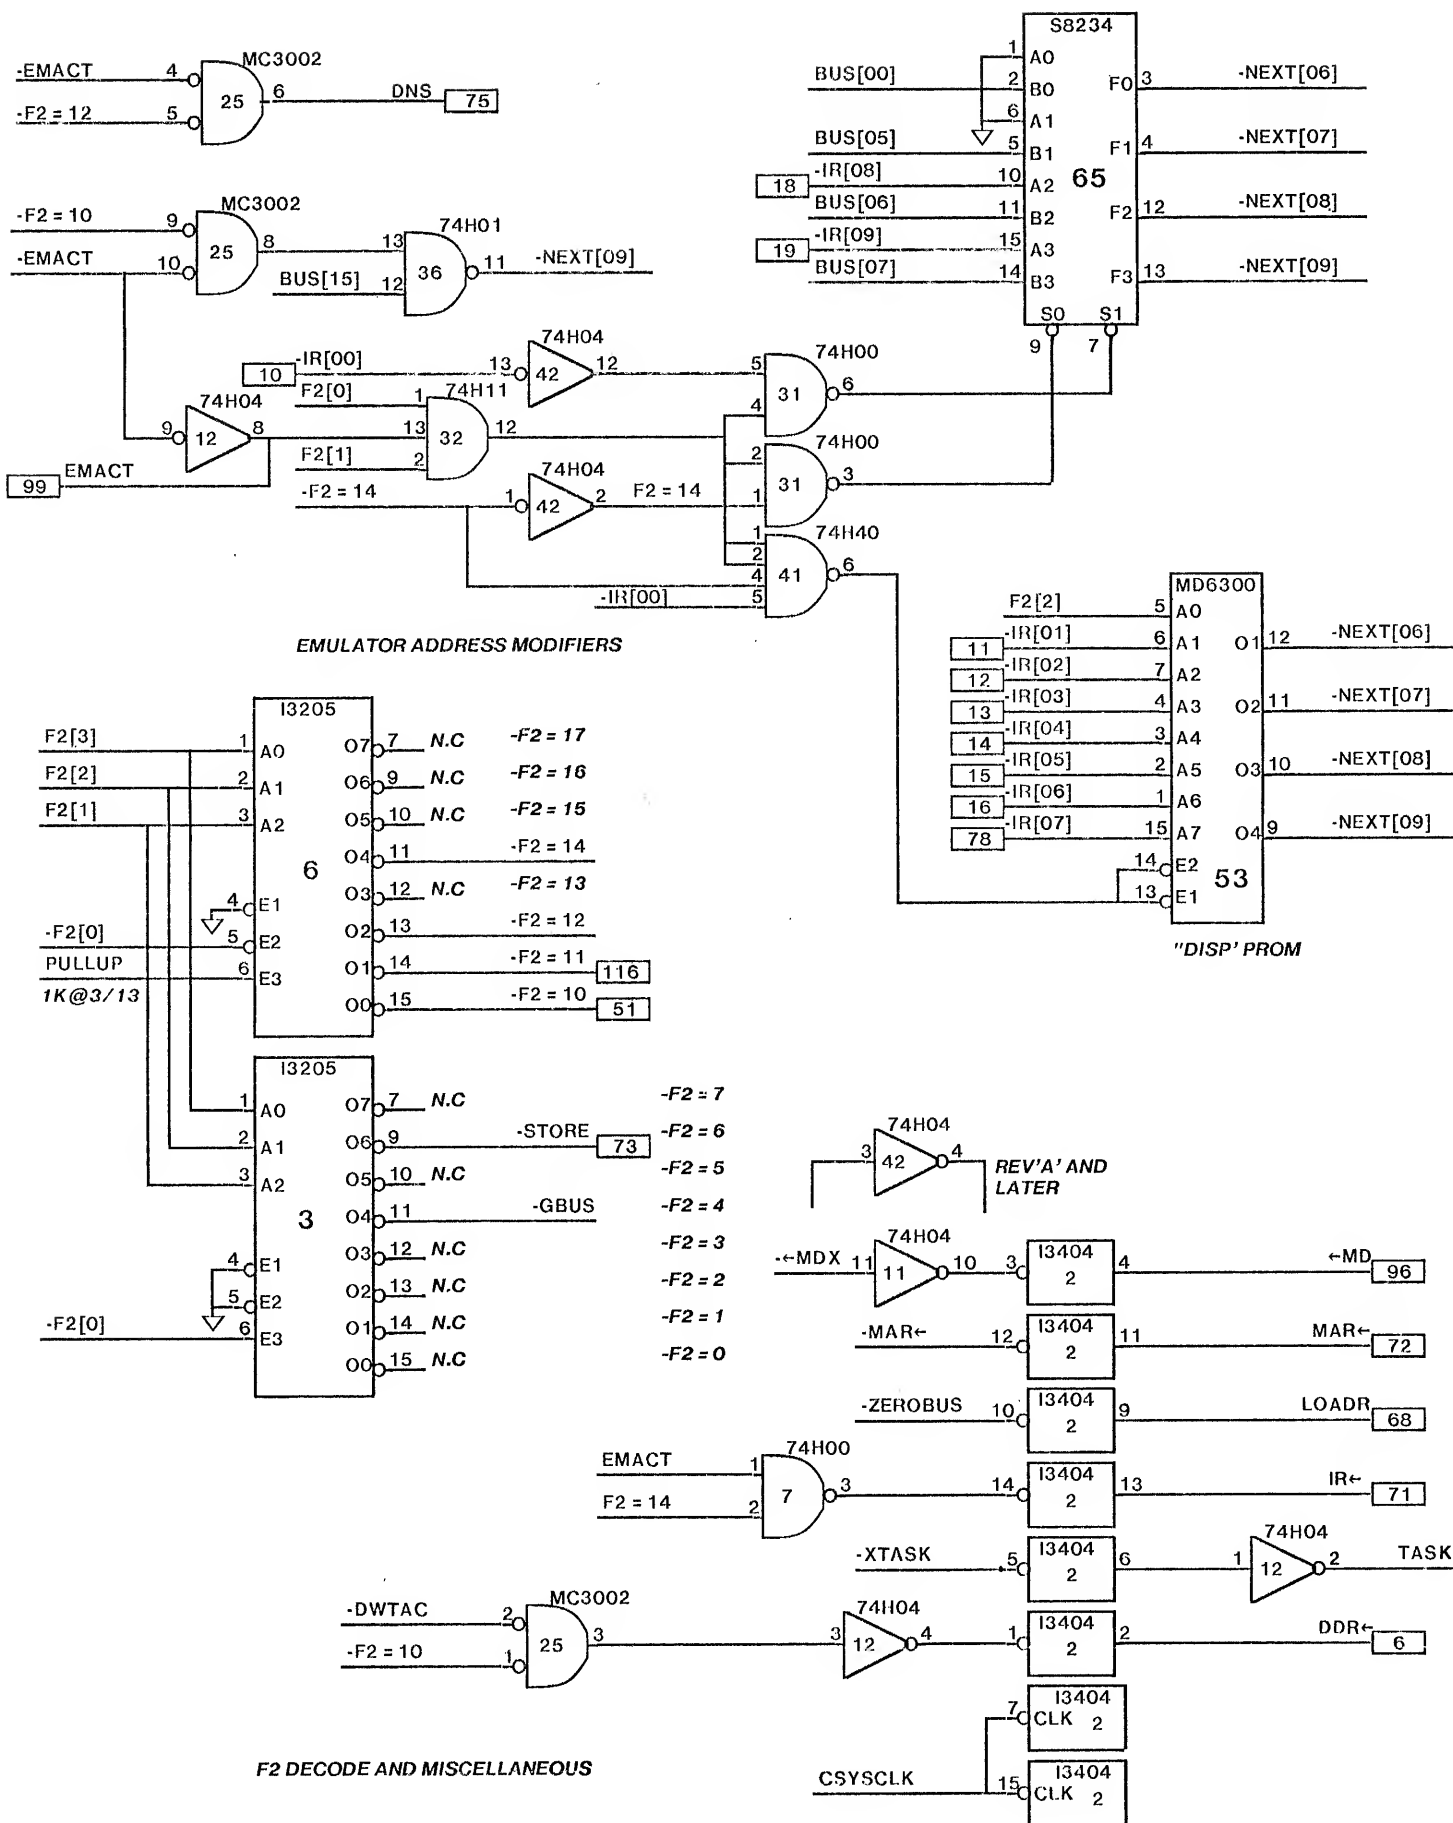 -EMACT 4 MC3002 25 6 DNS 75
-F2 = 12 5
-F2 = 10 9 MC3002 25 8 13 74H01 36 11 -NEXT[09]
-EMACT 10 BUS[15] 12
S8234
1 A0
BUS[00] 2 B0 F0 3 -NEXT[06]
6 A1
BUS[05] 5 B1 F1 4 -NEXT[07]
65
18 -IR[08] 10 A2
BUS[06] 11 B2 F2 12 -NEXT[08]
19 -IR[09] 15 A3
BUS[07] 14 B3 F3 13 -NEXT[09]
S0 S1
9 7
10 -IR[00] 13 74H04 42 12 5 74H00 31 6
4
F2[0] 1 74H11
9 74H04 12 8 13 32 12
F2[1] 2
99 EMACT
2 74H00 31 3
-F2 = 14 1 74H04 42 2 F2 = 14 1
1 74H40
2 41 6
4
-IR[00] 5
EMULATOR ADDRESS MODIFIERS
MD6300
F2[2] 5 A0
11 -IR[01] 6 A1 O1 12 -NEXT[06]
12 -IR[02] 7 A2
13 -IR[03] 4 A3 O2 11 -NEXT[07]
14 -IR[04] 3 A4
15 -IR[05] 2 A5 O3 10 -NEXT[08]
16 -IR[06] 1 A6
78 -IR[07] 15 A7 O4 9 -NEXT[09]
14 E2
53
13 E1
"DISP' PROM
I3205
F2[3] 1 A0 O7 7 N.C -F2 = 17
F2[2] 2 A1 O6 9 N.C -F2 = 16
F2[1] 3 A2 O5 10 N.C -F2 = 15
6 O4 11 -F2 = 14
4 E1 O3 12 N.C -F2 = 13
-F2[0] 5 E2 O2 13 -F2 = 12
PULLUP 6 E3 O1 14 -F2 = 11 116
1K@3/13 O0 15 -F2 = 10 51
I3205
1 A0 O7 7 N.C -F2 = 7
2 A1 O6 9 -STORE 73 -F2 = 6
3 A2 O5 10 N.C -F2 = 5
3 O4 11 -GBUS -F2 = 4
4 E1 O3 12 N.C -F2 = 3
5 E2 O2 13 N.C -F2 = 2
-F2[0] 6 E3 O1 14 N.C -F2 = 1
O0 15 N.C -F2 = 0
74H04
3 42 4
REV'A' AND
LATER
-←MDX 11 74H04 11 10 3 I3404 2 4 ←MD 96
-MAR← 12 I3404 2 11 MAR← 72
-ZEROBUS 10 I3404 2 9 LOADR 68
EMACT 1 74H00 7 3 14 I3404 2 13 IR← 71
F2 = 14 2
-XTASK 5 I3404 2 6 1 74H04 12 2 TASK
-DWTAC 2 MC3002 25 3 3 74H04 12 4 1 I3404 2 2 DDR← 6
-F2 = 10 1
7 I3404 CLK 2
CSYSCLK 15 I3404 CLK 2
F2 DECODE AND MISCELLANEOUS